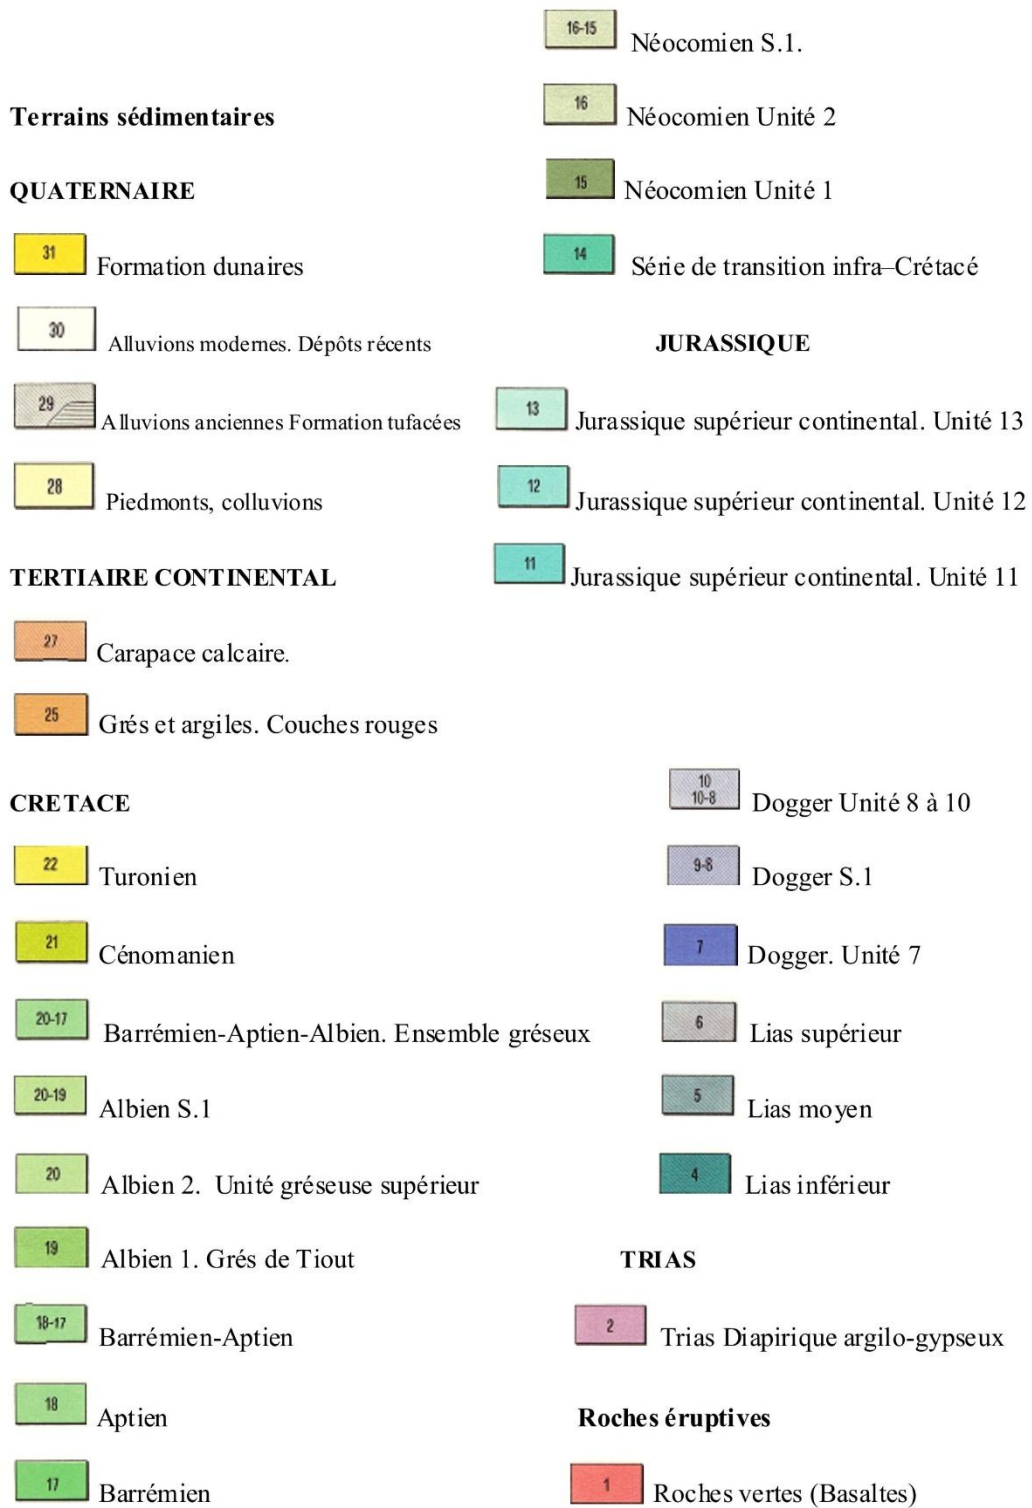 Terrains sédimentaires
QUATERNAIRE
31 Formation dunaires
30 Alluvions modernes. Dépôts récents
29 Alluvions anciennes Formation tufacées
28 Piedmonts, colluvions
TERTIAIRE CONTINENTAL
27 Carapace calcaire.
25 Grés et argiles. Couches rouges
CRETACE
22 Turonien
21 Cénomanien
20-17 Barrémien-Aptien-Albien. Ensemble gréseux
20-19 Albien S.1
20 Albien 2. Unité gréseuse supérieur
19 Albien 1. Grés de Tiout
18-17 Barrémien-Aptien
18 Aptien
17 Barrémien
16-15 Néocomien S.1.
16 Néocomien Unité 2
15 Néocomien Unité 1
14 Série de transition infra–Crétacé
JURASSIQUE
13 Jurassique supérieur continental. Unité 13
12 Jurassique supérieur continental. Unité 12
11 Jurassique supérieur continental. Unité 11
10
10-8 Dogger Unité 8 à 10
9-8 Dogger S.1
7 Dogger. Unité 7
6 Lias supérieur
5 Lias moyen
4 Lias inférieur
TRIAS
2 Trias Diapirique argilo-gypseux
Roches éruptives
1 Roches vertes (Basaltes)